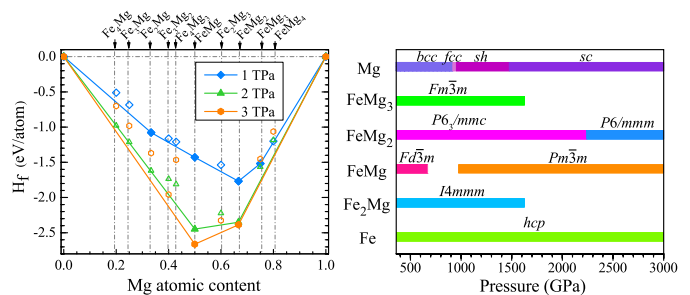 Fe₄Mg
Fe₃Mg
Fe₂Mg
Fe₃Mg₂
Fe₄Mg₃
FeMg
Fe₂Mg₃
FeMg₂
FeMg₃
FeMg₄
0.0
-0.5
-1.0
-1.5
-2.0
-2.5
H_f (eV/atom)
1 TPa
2 TPa
3 TPa
0.0 0.2 0.4 0.6 0.8 1.0
Mg atomic content
Mg
bcc fcc sh sc
FeMg₃
Fm3̅m
FeMg₂
P6₃/mmc P6/mmm
FeMg
Fd3̅m Pm3̅m
Fe₂Mg
I4mmm
Fe
hcp
500 1000 1500 2000 2500 3000
Pressure (GPa)